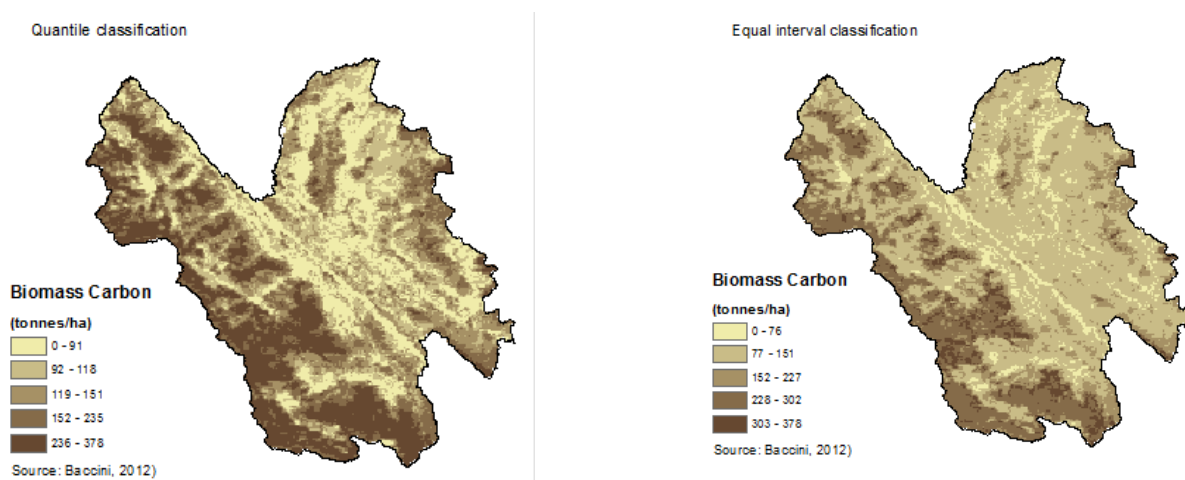 Quantile classification
Biomass Carbon
(tonnes/ha)
0 - 91
92 - 118
119 - 151
152 - 235
236 - 378
Source: Baccini, 2012)
Equal interval classification
Biomass Carbon
(tonnes/ha)
0 - 76
77 - 151
152 - 227
228 - 302
303 - 378
Source: Baccini, 2012)